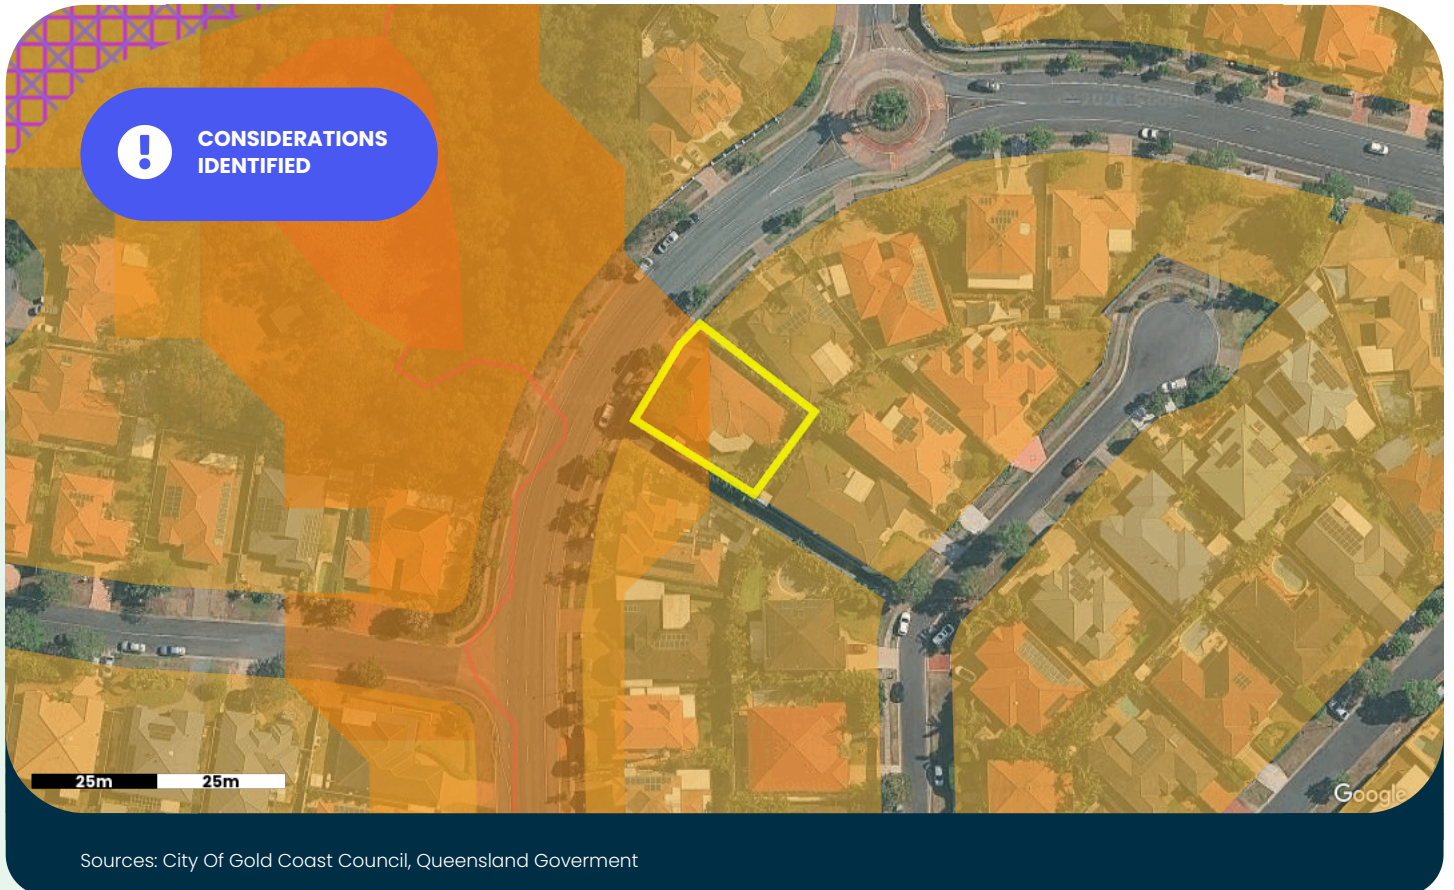 CONSIDERATIONS
IDENTIFIED
25m 25m
Google
Sources: City Of Gold Coast Council, Queensland Goverment